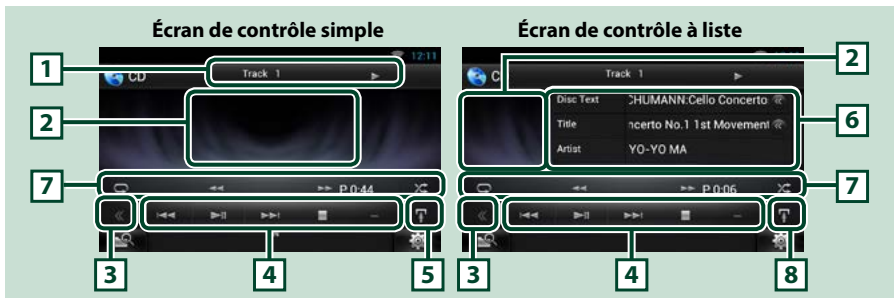 Écran de contrôle simple
Écran de contrôle à liste
12:11
1
CD
Track 1
2
7
P 0:44
3
4
5
2
C
Track 1
Disc Text
CHUMANN:Cello Concerto
Title
ncerto No.1 1st Movement
Artist
YO-YO MA
6
P 0:06
7
3
4
8